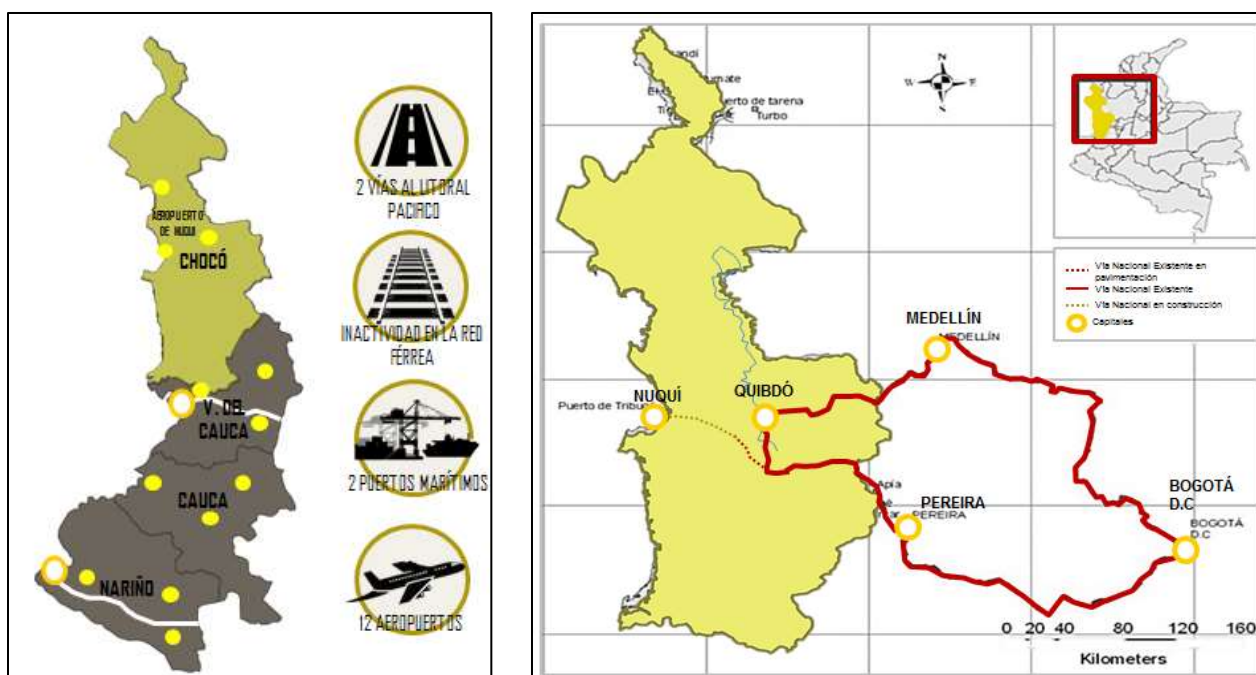 AEROPUERTO
DE NUQUI
CHOCÓ
V. DEL
CAUCA
CAUCA
NARIÑO
2 VÍAS AL LITORAL
PACIFICO
INACTIVIDAD EN LA RED
FÉRREA
2 PUERTOS MARÍTIMOS
12 AEROPUERTOS
N
W
E
S
Turbo
Vía Nacional Existente en
pavimentación
Vía Nacional Existente
Vía Nacional en construcción
Capitales
MEDELLÍN
MEDELLÍN
NUQUÍ
QUIBDÓ
Puerto de
Apía
PEREIRA
PEREIRA
BOGOTÁ
D.C
BOGOTÁ
D.C
0 20 40 80 120 160
Kilometers